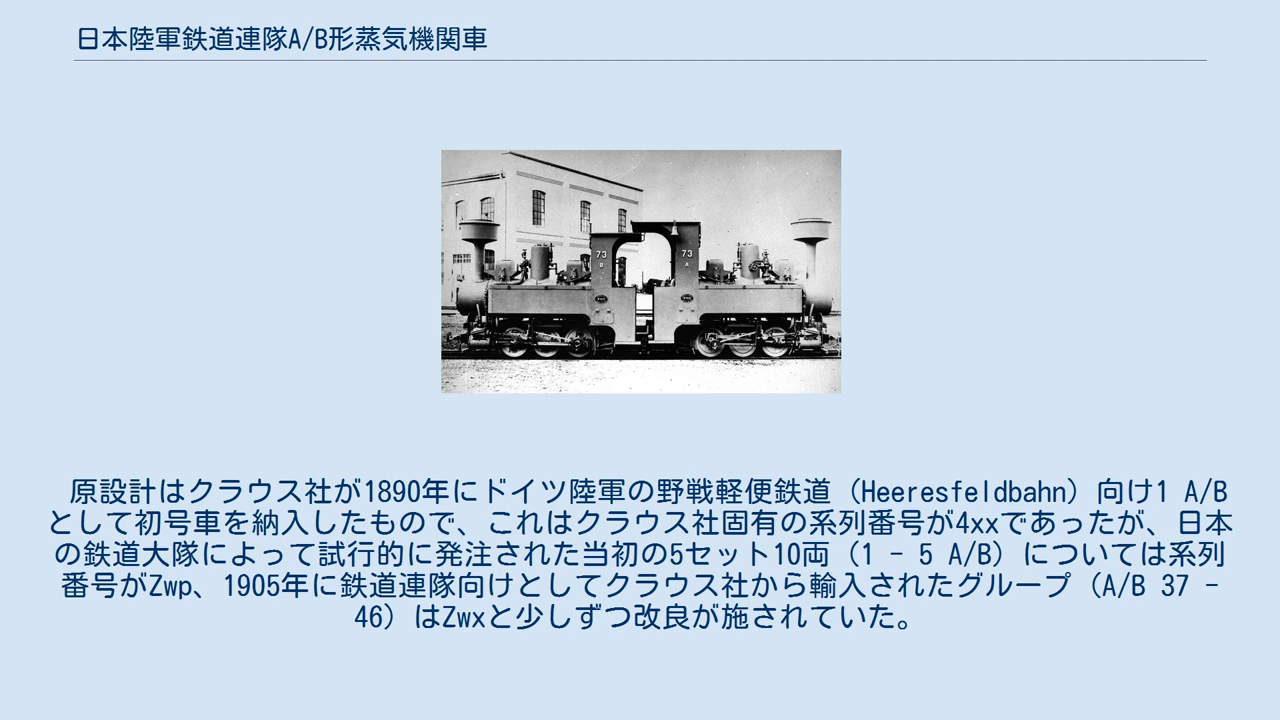 日本陸軍鉄道連隊A/B形蒸気機関車
73
B
73
A
原設計はクラウス社が1890年にドイツ陸軍の野戦軽便鉄道（Heeresfeldbahn）向け1 A/B
として初号車を納入したもので、これはクラウス社固有の系列番号が4xxであったが、日本
の鉄道大隊によって試行的に発注された当初の5セット10両（1 - 5 A/B）については系列
番号がZwp、1905年に鉄道連隊向けとしてクラウス社から輸入されたグループ（A/B 37 -
46）はZwxと少しずつ改良が施されていた。